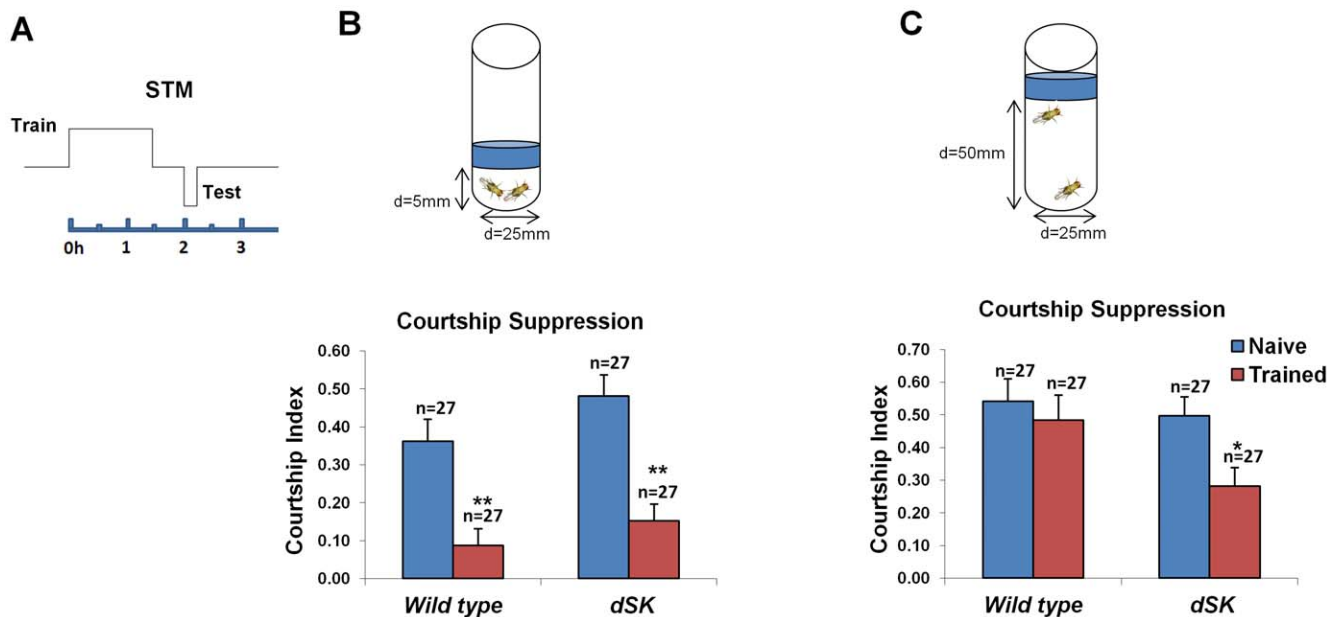 A
STM
Train
Test
0h 1 2 3
B
d=5mm
d=25mm
Courtship Suppression
Courtship Index
0.60
0.50
0.40
0.30
0.20
0.10
0.00
n=27
**
n=27
n=27
**
n=27
Wild type dSK
C
d=50mm
d=25mm
Courtship Suppression
Naive
Trained
Courtship Index
0.70
0.60
0.50
0.40
0.30
0.20
0.10
0.00
n=27
n=27
n=27
*
n=27
Wild type dSK